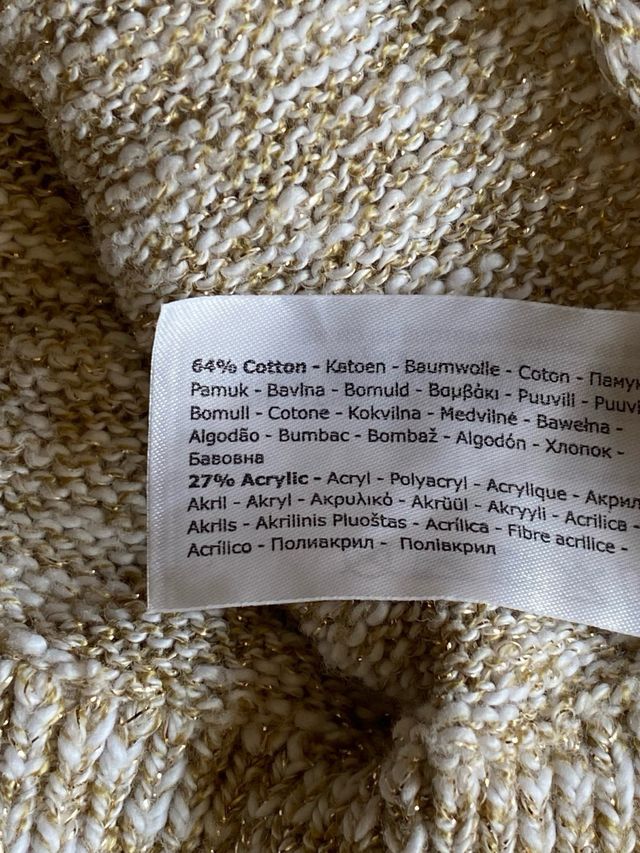 64% Cotton - Katoen - Baumwolle - Coton - Памук
Pamuk - Bavlna - Bomuld - Βαμβάκι - Puuvill - Puuvi
Bomull - Cotone - Kokvilna - Medvilnė - Bawełna -
Algodão - Bumbac - Bombaž - Algodón - Хлопок -
Бавовна
27% Acrylic - Acryl - Polyacryl - Acrylique - Акрил
Akril - Akryl - Ακρυλικό - Akrüül - Akryyli - Acrilica -
Akrils - Akrilinis Pluoštas - Acrílica - Fibre acrilice -
Acrílico - Полиакрил - Поліакрил